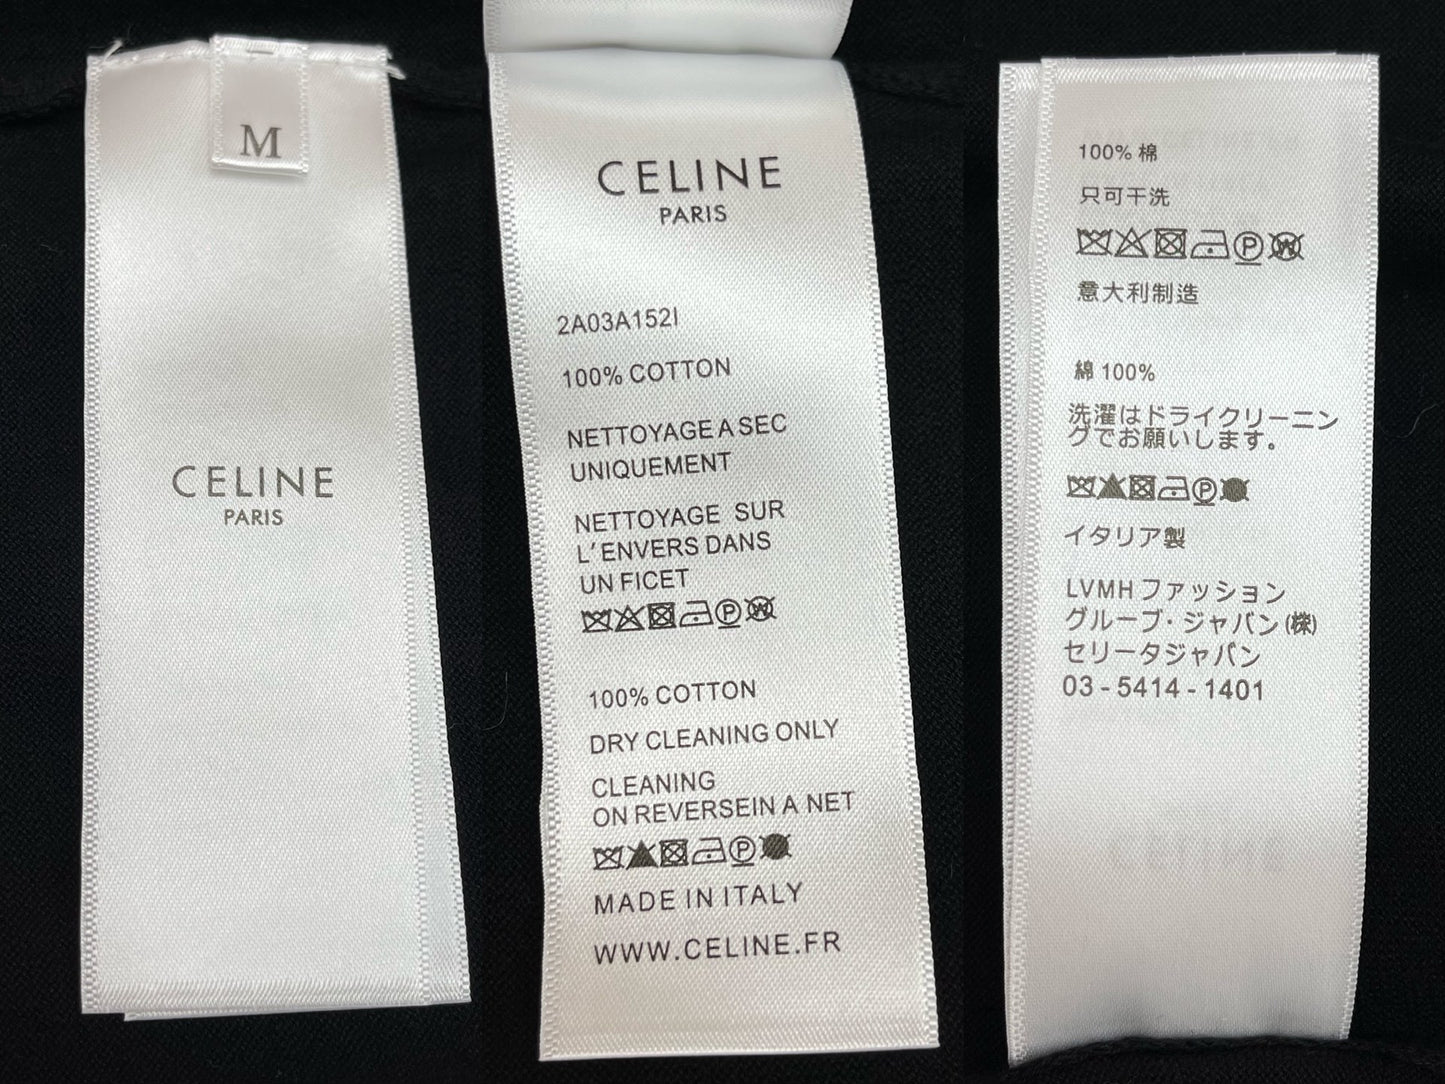 M
CELINE
PARIS
CELINE
PARIS
2A03A152I
100% COTTON
NETTOYAGE A SEC
UNIQUEMENT
NETTOYAGE SUR
L'ENVERS DANS
UN FICET
100% COTTON
DRY CLEANING ONLY
CLEANING
ON REVERSEIN A NET
MADE IN ITALY
WWW.CELINE.FR
100% 棉
只可干洗
意大利制造
綿 100%
洗濯はドライクリーニン
グでお願いします。
イタリア製
LVMH ファッション
グループ・ジャパン(株)
セリータジャパン
03 - 5414 - 1401